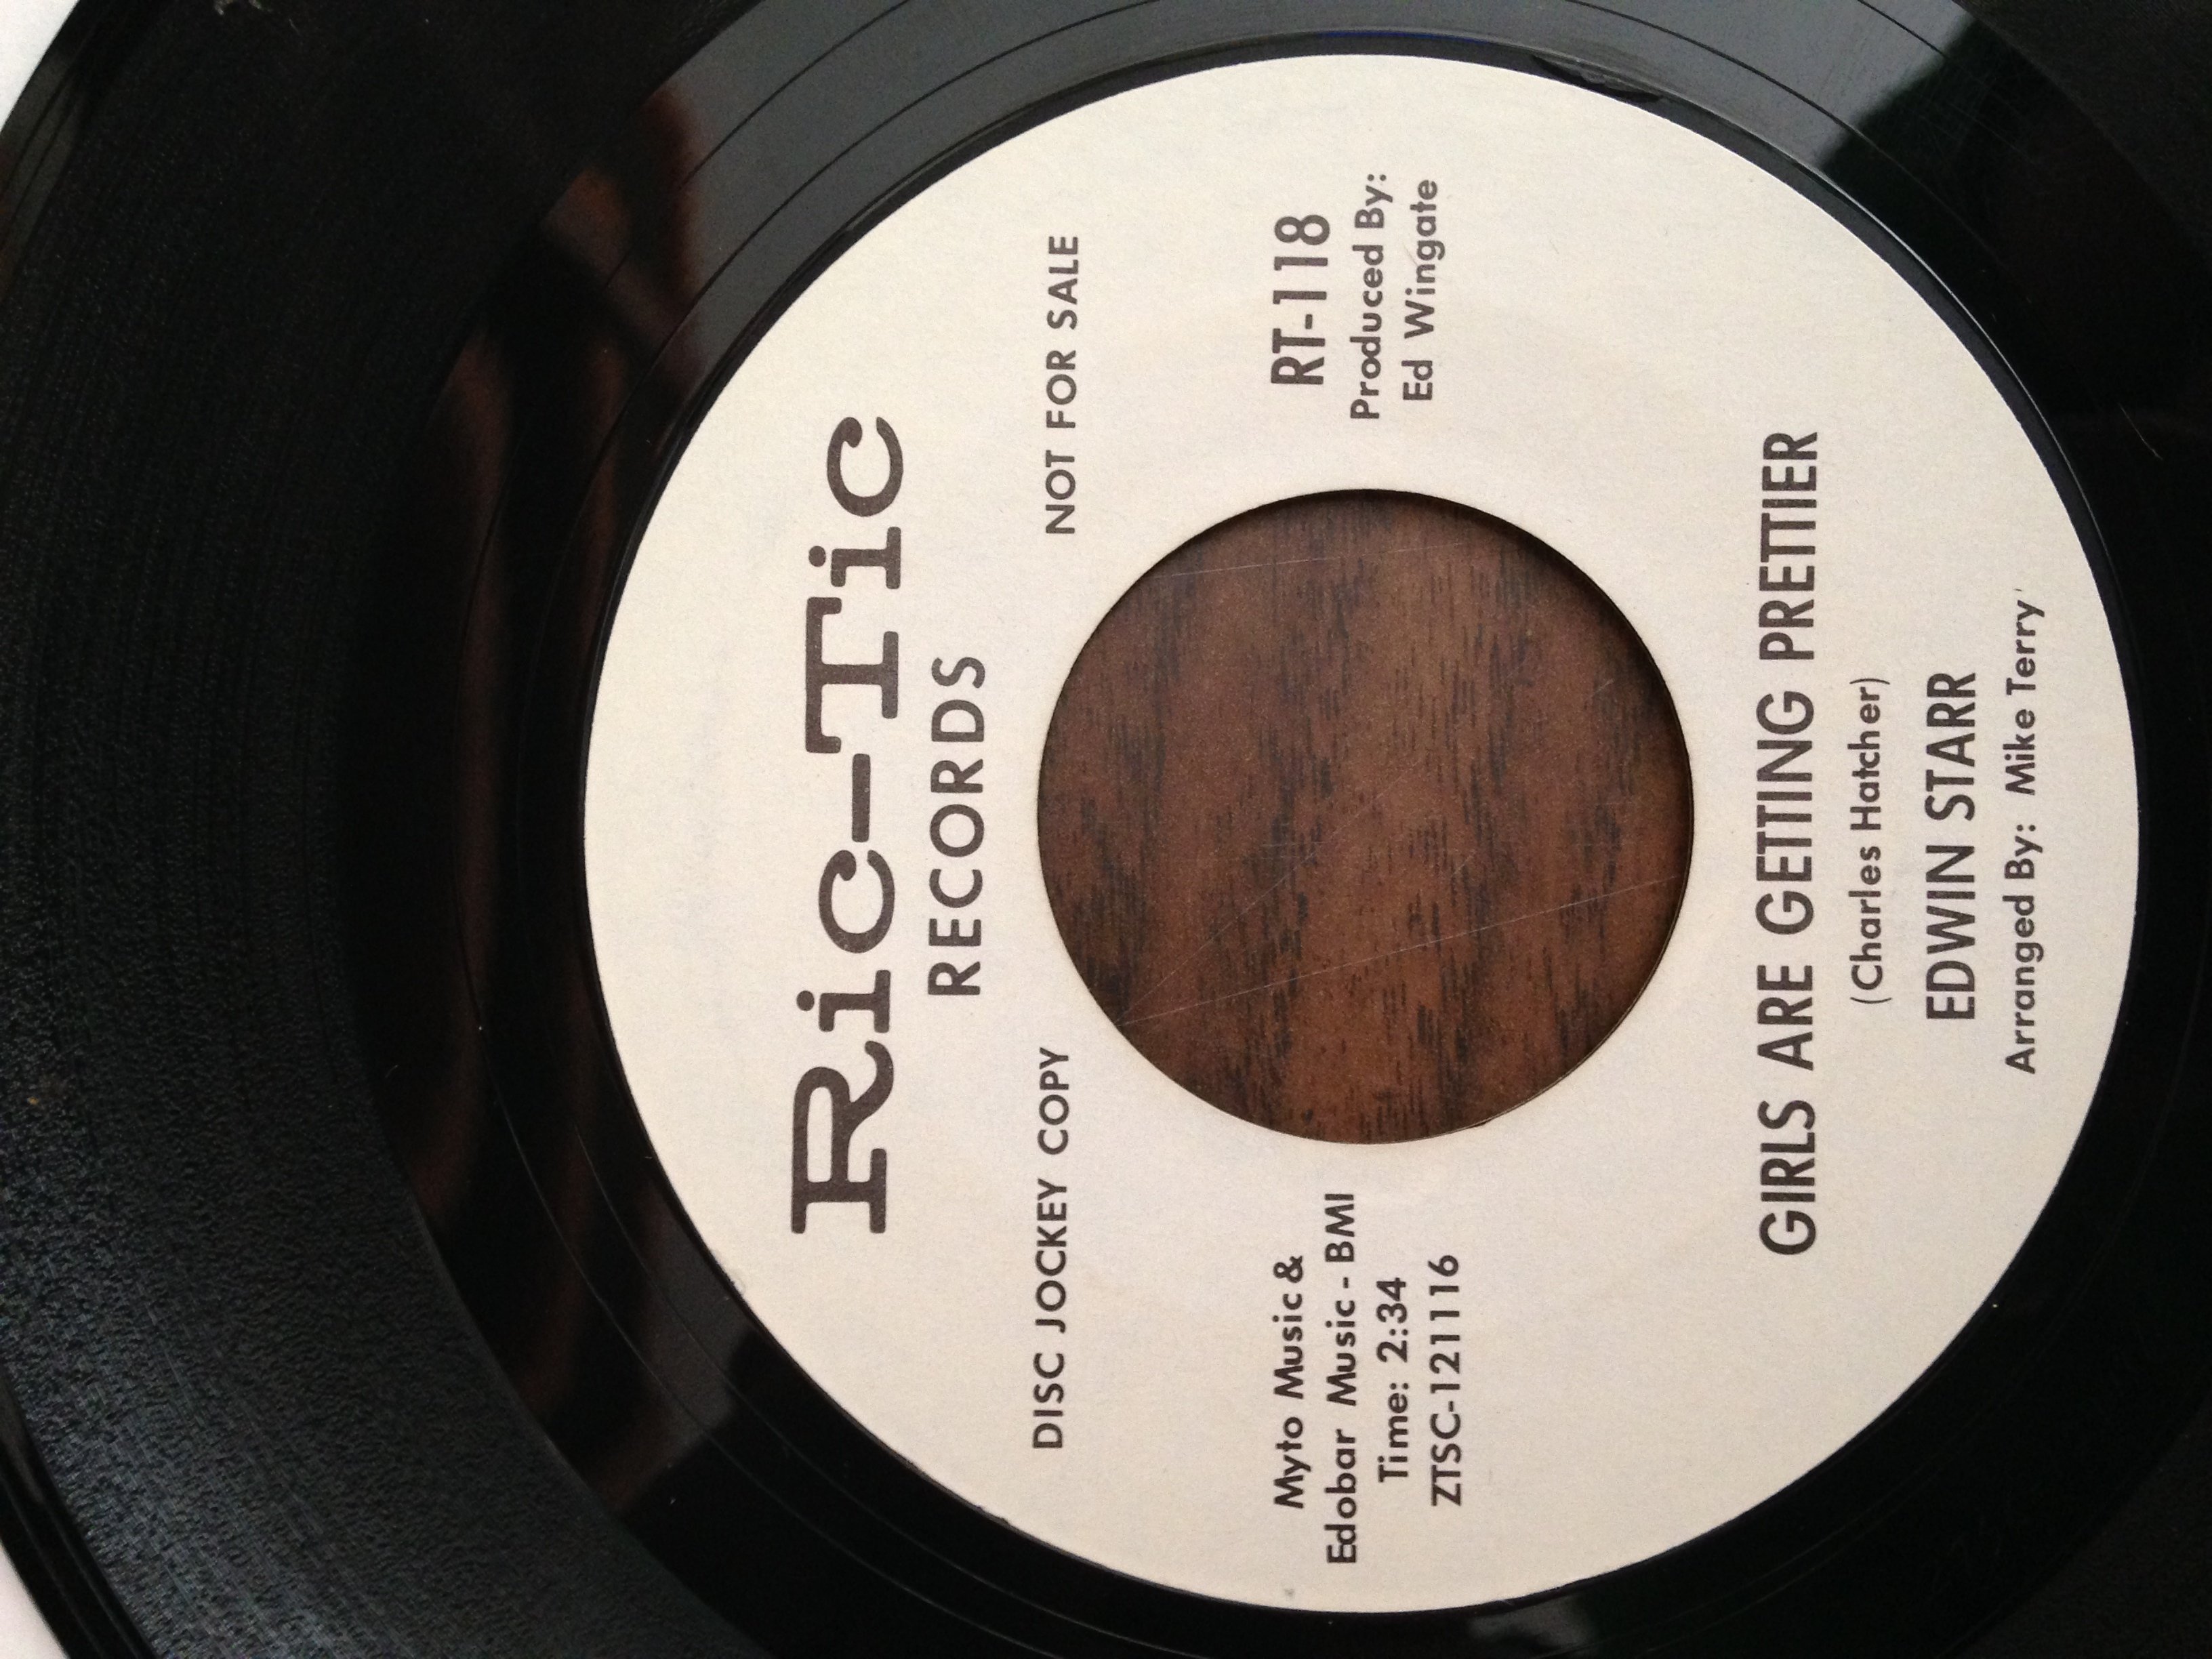 Ric-Tic
RECORDS
DISC JOCKEY COPY
NOT FOR SALE
Myto Music &
Edobar Music - BMI
Time: 2:34
ZTSC-121116
RT-118
Produced By:
Ed Wingate
GIRLS ARE GETTING PRETTIER
(Charles Hatcher)
EDWIN STARR
Arranged By: Mike Terry